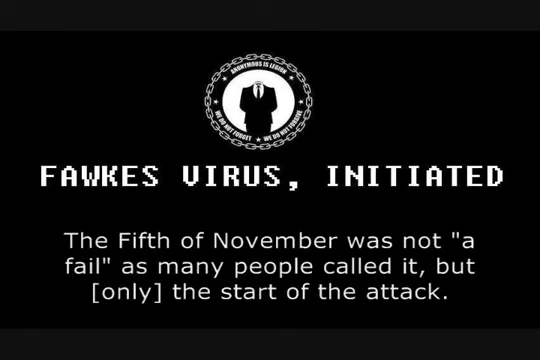 ANONYMOUS IS LEGION
WE DO NOT FORGET ★ WE DO NOT FORGIVE
FAWKES VIRUS, INITIATED
The Fifth of November was not "a
fail" as many people called it, but
[only] the start of the attack.